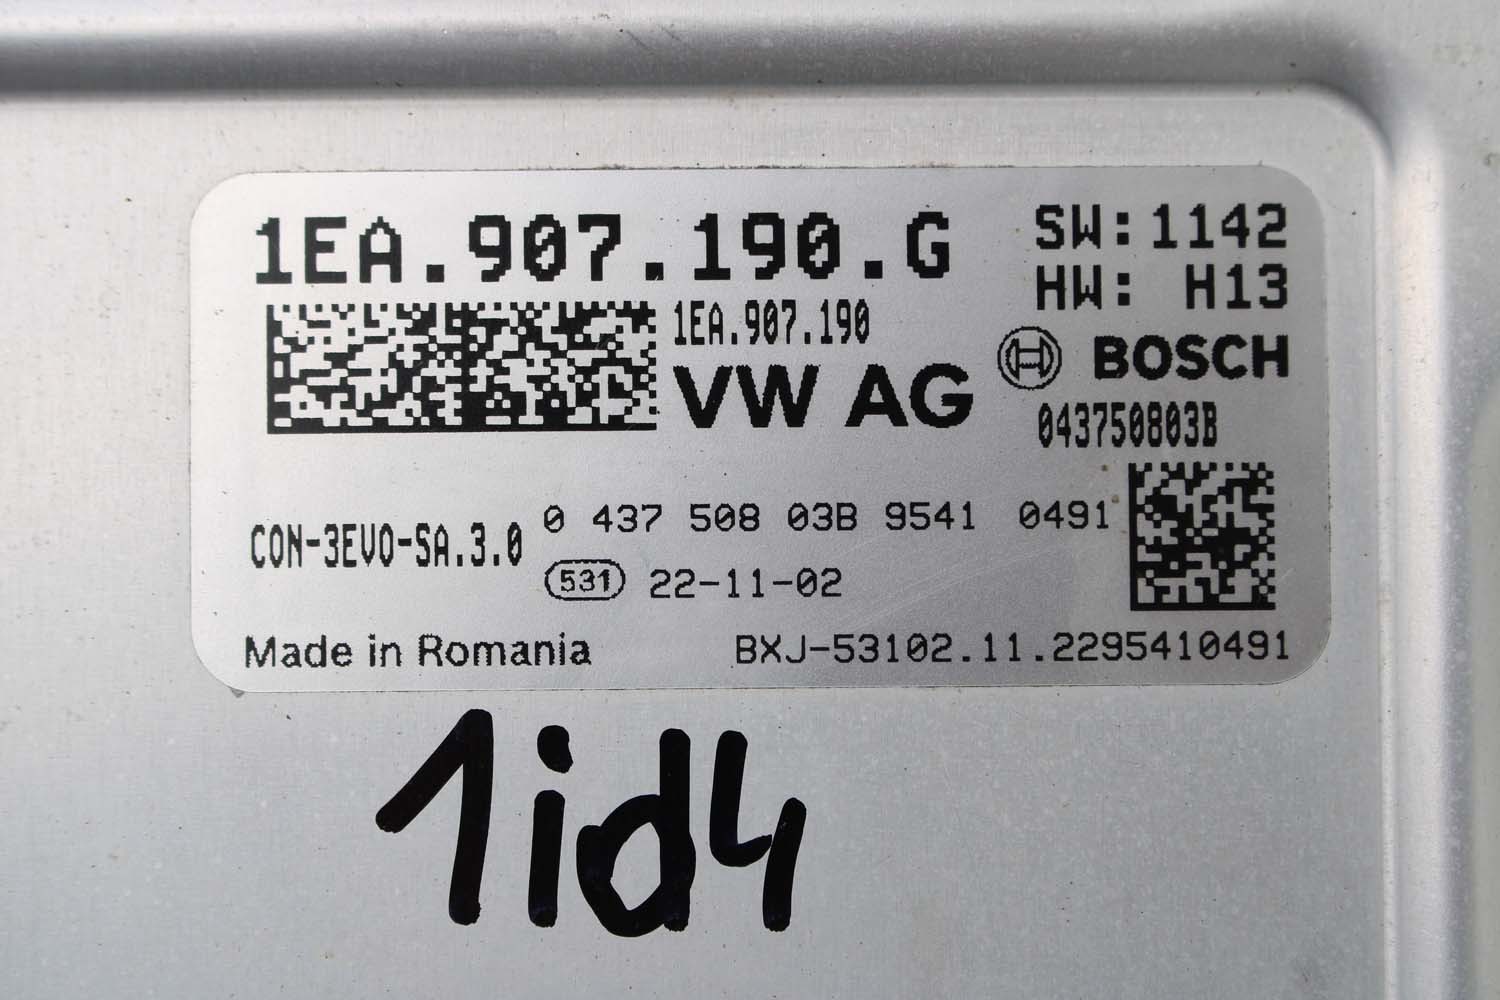 1EA.907.190.G
SW:1142
HW: H13
1EA.907.190
VW AG
BOSCH
043750803B
CON-3EVO-SA.3.0
0 437 508 03B 9541 0491
531 22-11-02
Made in Romania
BXJ-53102.11.2295410491
1id4